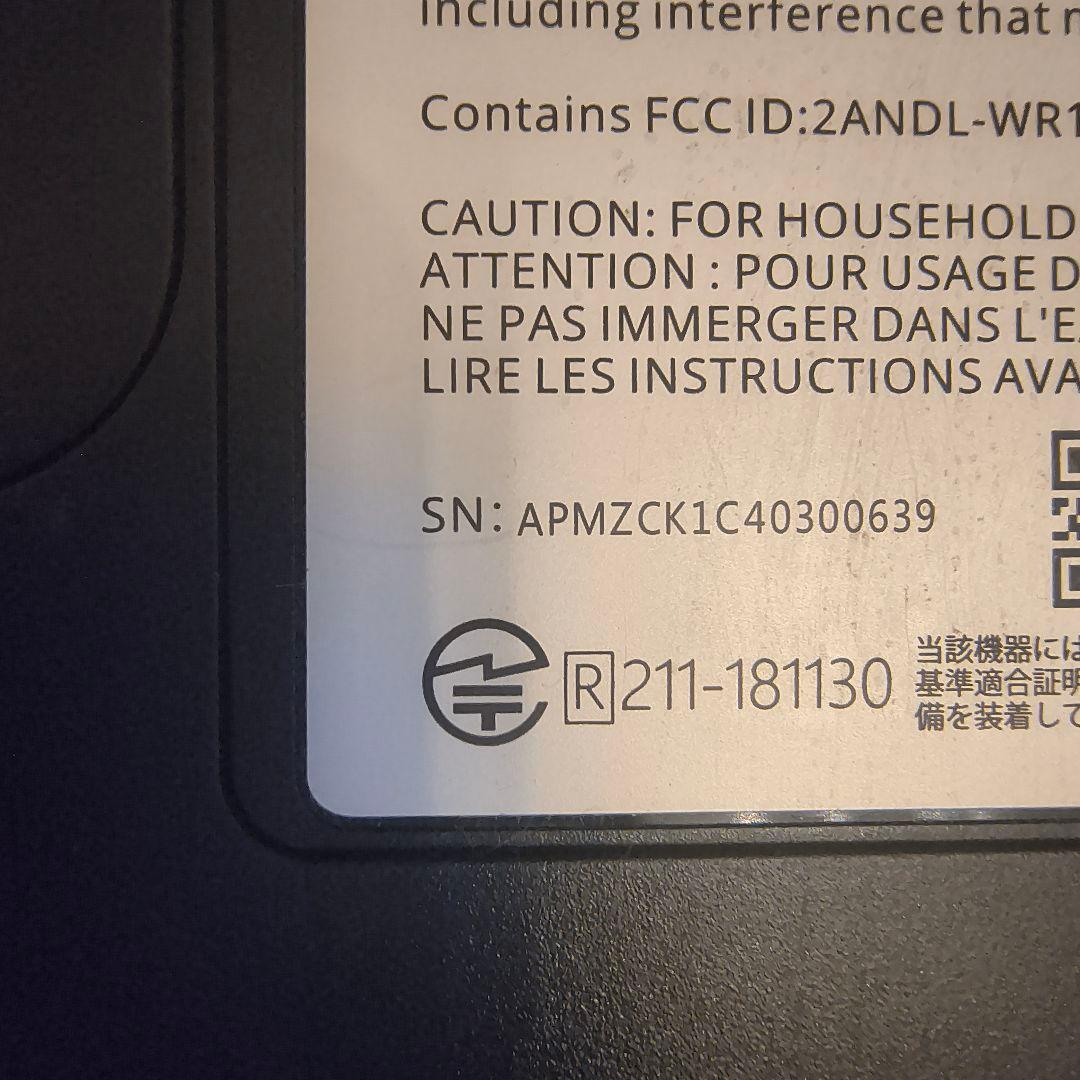 including interference that
Contains FCC ID:2ANDL-WR1
CAUTION: FOR HOUSEHOLD
ATTENTION : POUR USAGE D
NE PAS IMMERGER DANS L'E
LIRE LES INSTRUCTIONS AVA
SN: APMZCK1C40300639
R 211-181130
当該機器には
基準適合証明
備を装着して